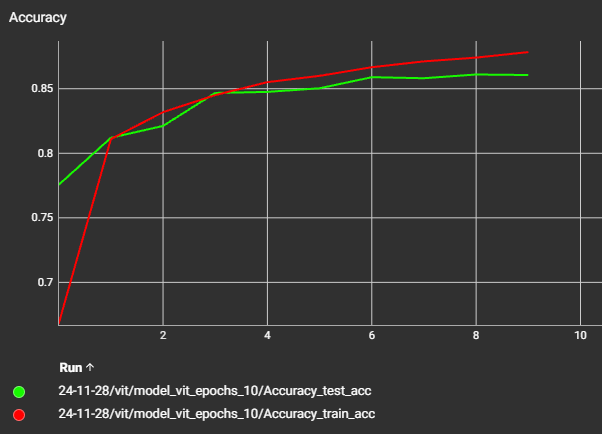 Accuracy
0.85
0.8
0.75
0.7
2 4 6 8 10
Run ↑
24-11-28/vit/model_vit_epochs_10/Accuracy_test_acc
24-11-28/vit/model_vit_epochs_10/Accuracy_train_acc